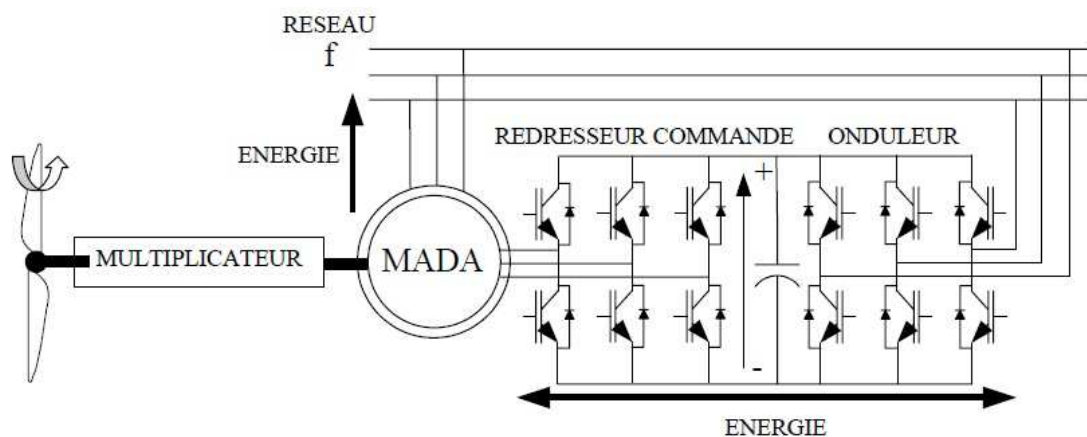 RESEAU
f
ENERGIE
REDRESSEUR COMMANDE
ONDULEUR
+
MULTIPLICATEUR
MADA
-
ENERGIE